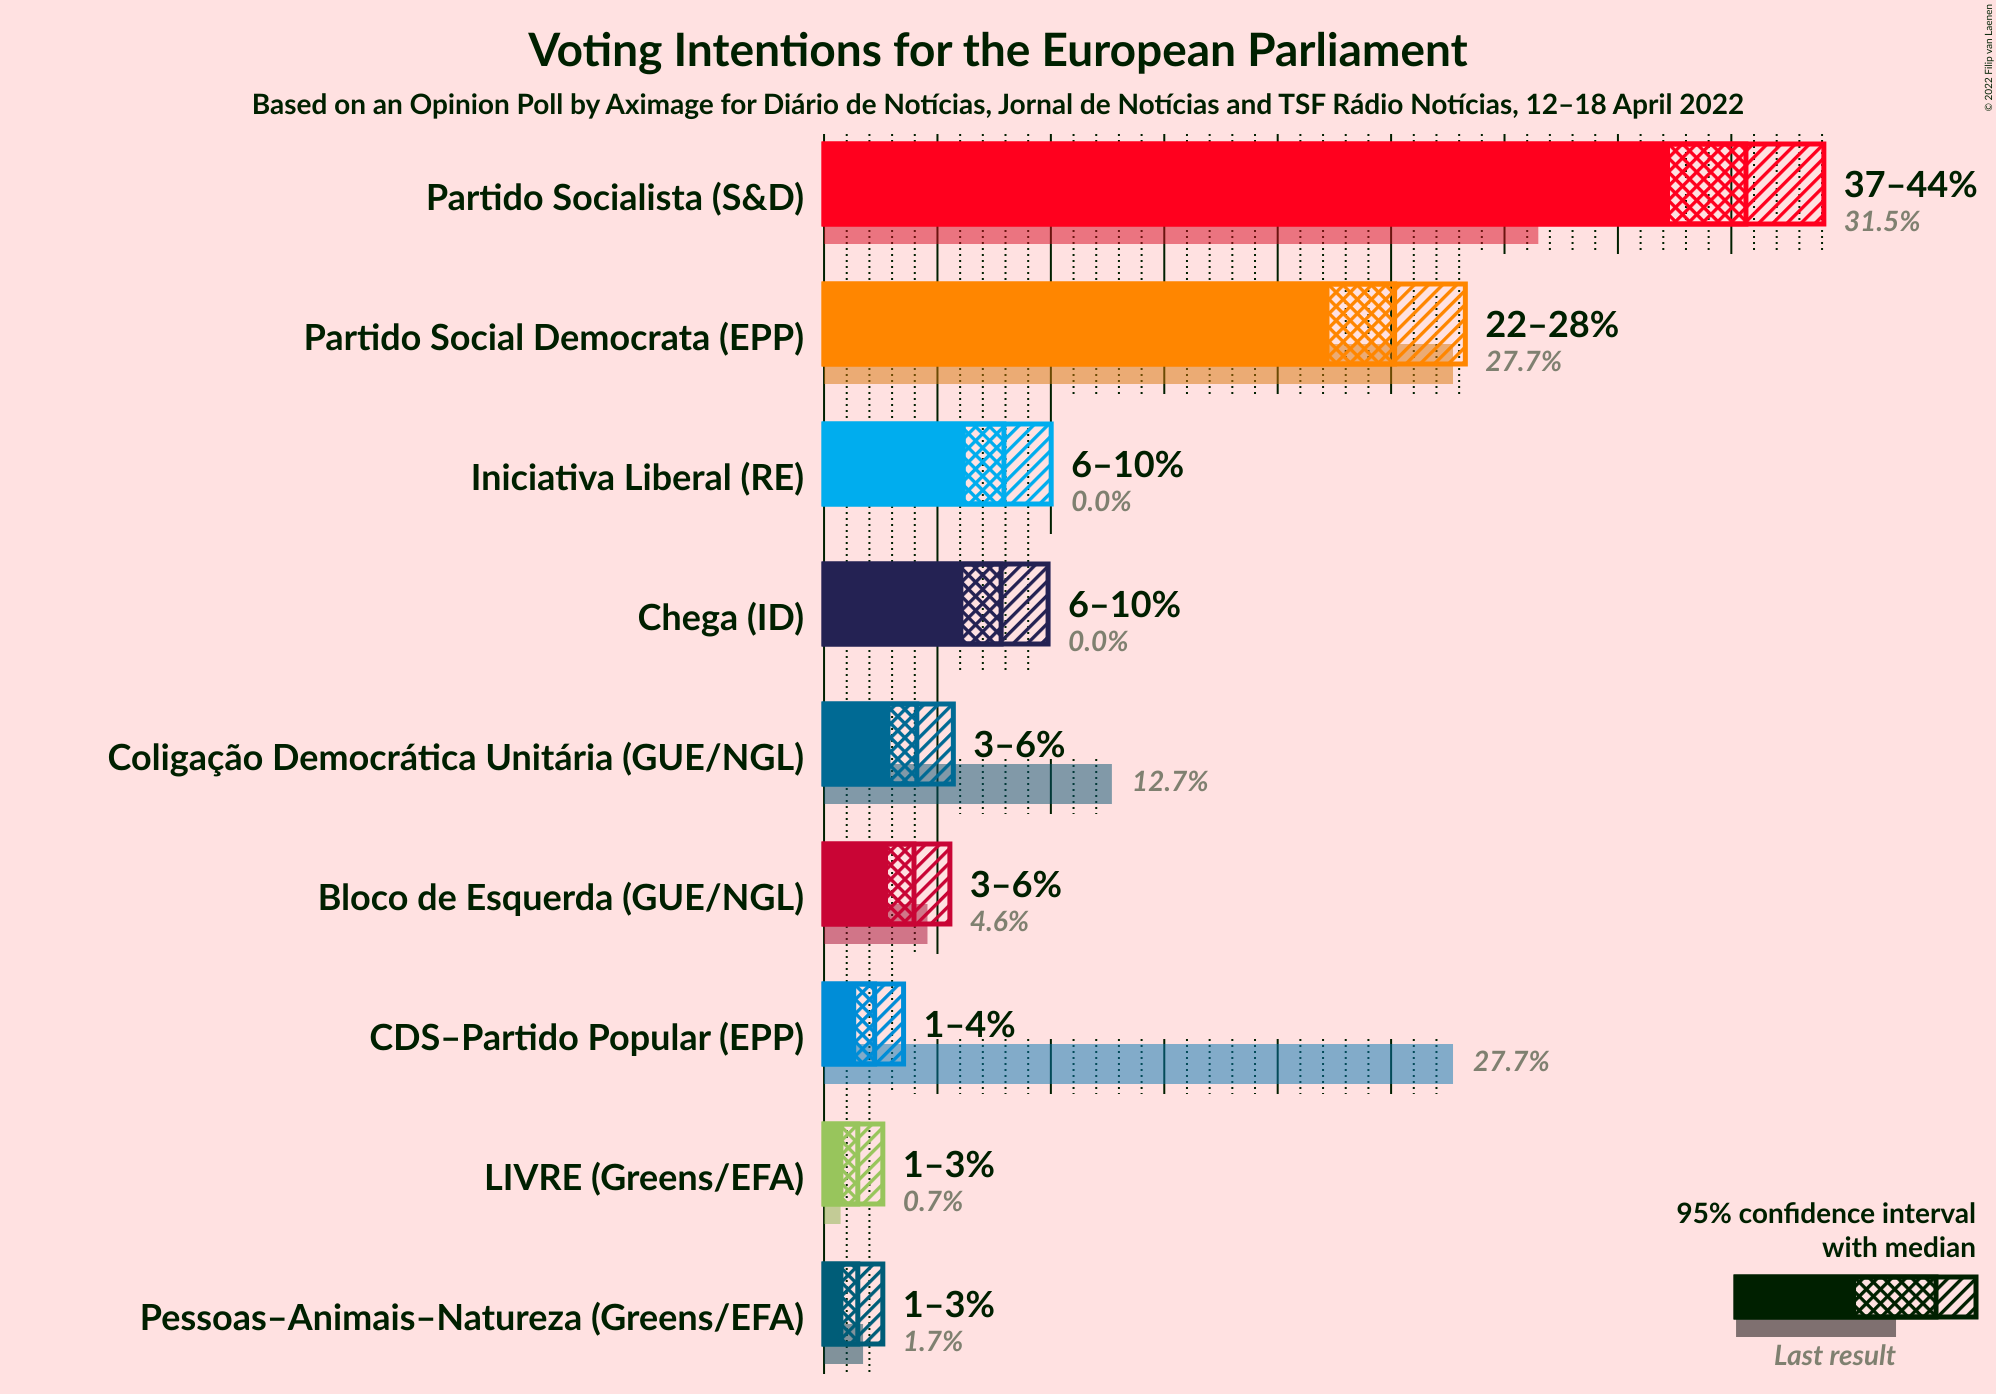 Voting Intentions for the European Parliament
Based on an Opinion Poll by Aximage for Diário de Notícias, Jornal de Notícias and TSF Rádio Notícias, 12–18 April 2022
© 2022 Filip van Laenen
Partido Socialista (S&D)
37–44%
31.5%
Partido Social Democrata (EPP)
22–28%
27.7%
Iniciativa Liberal (RE)
6–10%
0.0%
Chega (ID)
6–10%
0.0%
Coligação Democrática Unitária (GUE/NGL)
3–6%
12.7%
Bloco de Esquerda (GUE/NGL)
3–6%
4.6%
CDS–Partido Popular (EPP)
1–4%
27.7%
LIVRE (Greens/EFA)
1–3%
0.7%
Pessoas–Animais–Natureza (Greens/EFA)
1–3%
1.7%
95% confidence interval
with median
Last result